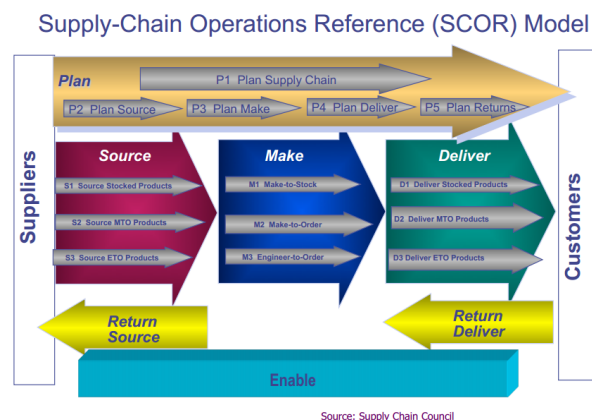 Supply-Chain Operations Reference (SCOR) Model
Suppliers
Customers
Plan
P1 Plan Supply Chain
P2 Plan Source
P3 Plan Make
P4 Plan Deliver
P5 Plan Returns
Source
S1 Source Stocked Products
S2 Source MTO Products
S3 Source ETO Products
Make
M1 Make-to-Stock
M2 Make-to-Order
M3 Engineer-to-Order
Deliver
D1 Deliver Stocked Products
D2 Deliver MTO Products
D3 Deliver ETO Products
Return
Source
Return
Deliver
Enable
Source: Supply Chain Council